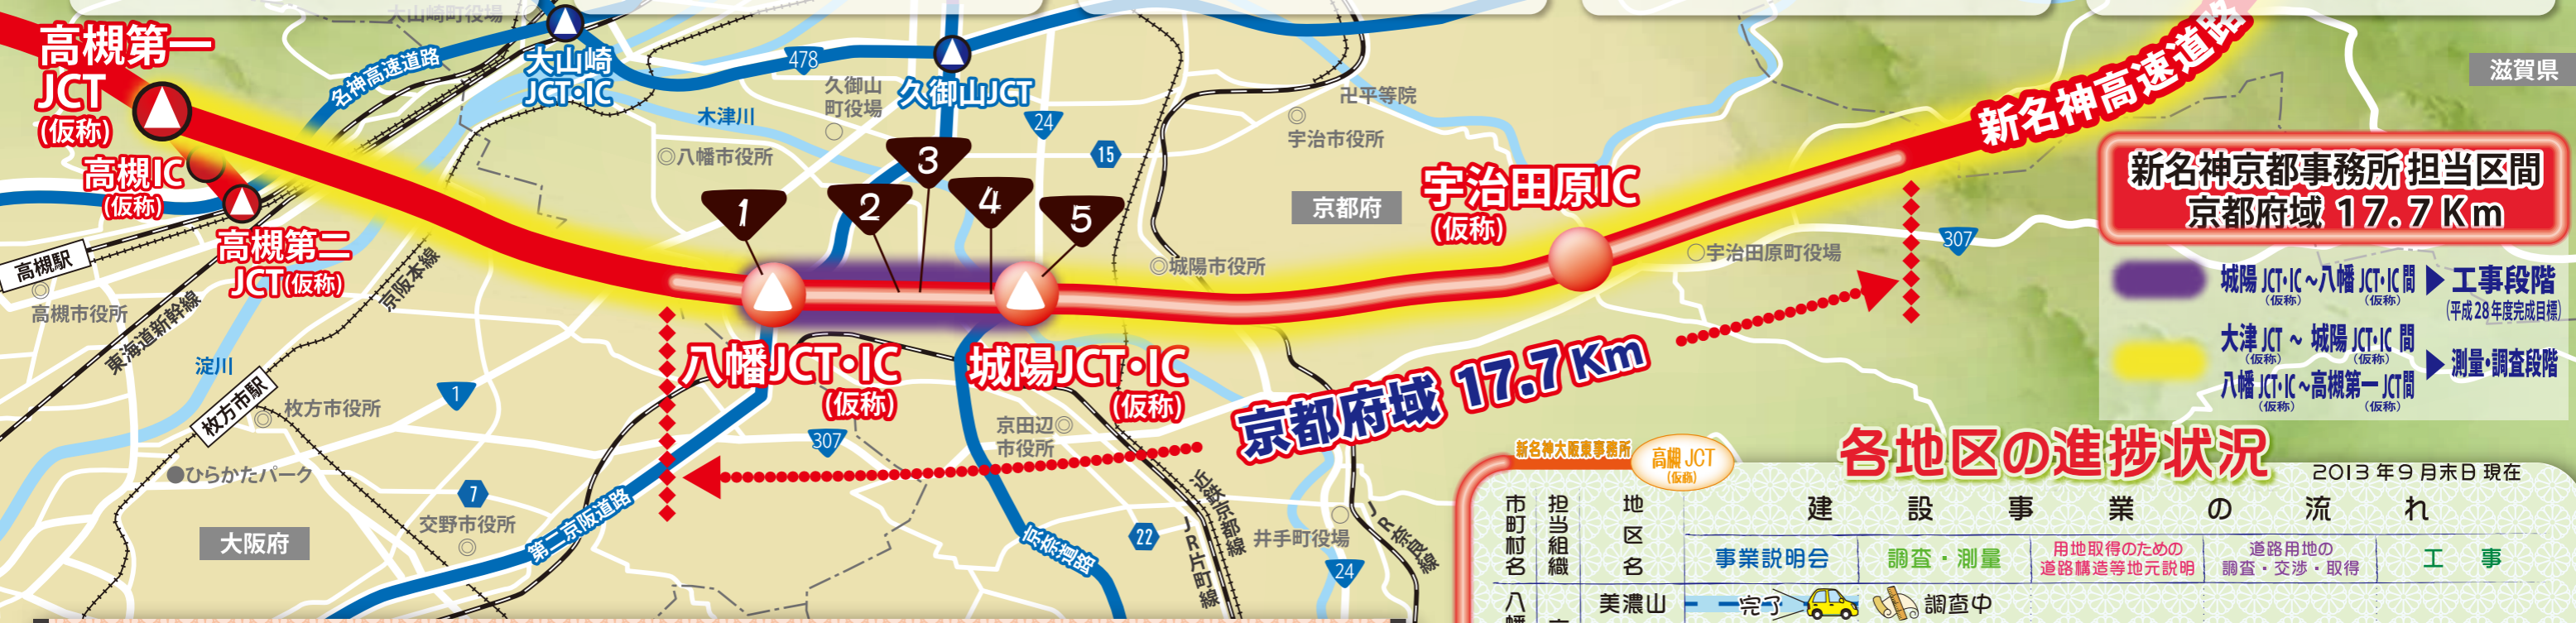 大山崎町役場
高槻第一
JCT
(仮称)
高槻IC
(仮称)
高槻第二
JCT(仮称)
名神高速道路
大山崎
JCT・IC
478
久御山
町役場
久御山JCT
木津川
24
15
◎八幡市役所
卍平等院
◎
宇治市役所
京都府
1
2
3
4
5
宇治田原IC
(仮称)
新名神高速道路
滋賀県
新名神京都事務所 担当区間
京都府域 17.7Km
307
○宇治田原町役場
◎城陽市役所
城陽 JCT・IC ~八幡 JCT・IC 間 ▶ 工事段階
(仮称) (仮称) (平成28年度完成目標)
大津 JCT ~ 城陽 JCT・IC 間
(仮称) (仮称)
▶ 測量・調査段階
八幡 JCT・IC ~高槻第一 JCT間
(仮称) (仮称)
高槻駅
◎
高槻市役所
東海道新幹線
京阪本線
淀川
枚方市駅
枚方市役所
◎
●ひらかたパーク
大阪府
1
7
交野市役所
◎
第二京阪道路
八幡JCT・IC
(仮称)
城陽JCT・IC
(仮称)
307
京田辺◎
市役所
京都府域 17.7Km
京奈道路
22
近鉄京都線
JR片町線
井手町役場
24
JR奈良線
新名神大阪東事務所
高槻JCT
(仮称)
各地区の進捗状況
2013年9月末日現在
市町村名
担当組織
地区名
建設事業の流れ
事業説明会
調査・測量
用地取得のための
道路構造等地元説明
道路用地の
調査・交渉・取得
工事
八幡
美濃山
完了
調査中